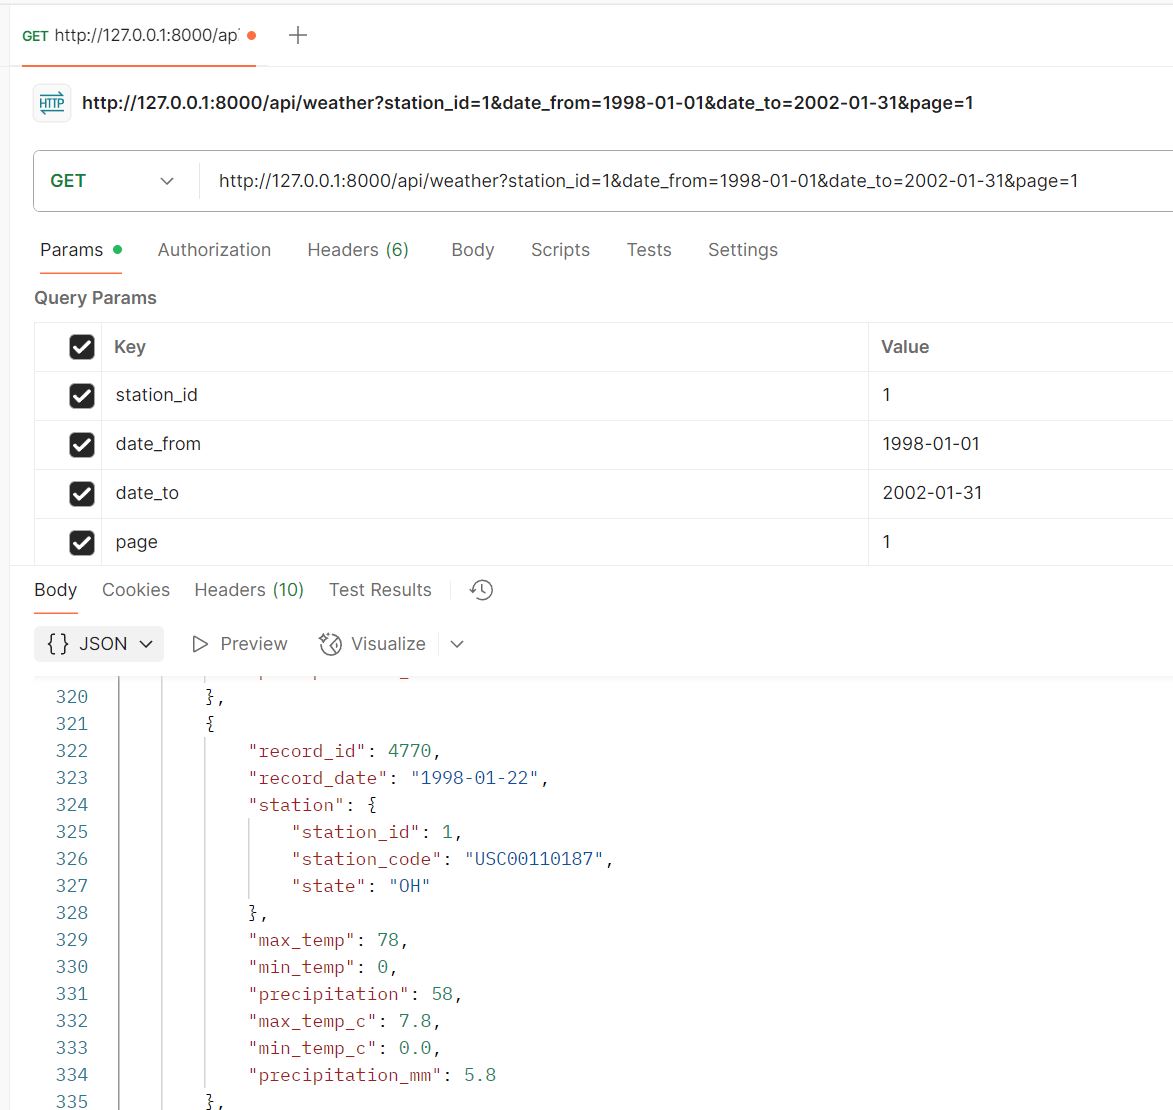 GET http://127.0.0.1:8000/ap
HTTP http://127.0.0.1:8000/api/weather?station_id=1&date_from=1998-01-01&date_to=2002-01-31&page=1
GET http://127.0.0.1:8000/api/weather?station_id=1&date_from=1998-01-01&date_to=2002-01-31&page=1
Params Authorization Headers (6) Body Scripts Tests Settings
Query Params
Key Value
station_id 1
date_from 1998-01-01
date_to 2002-01-31
page 1
Body Cookies Headers (10) Test Results
{} JSON Preview Visualize
320 },
321 {
322 "record_id": 4770,
323 "record_date": "1998-01-22",
324 "station": {
325 "station_id": 1,
326 "station_code": "USC00110187",
327 "state": "OH"
328 },
329 "max_temp": 78,
330 "min_temp": 0,
331 "precipitation": 58,
332 "max_temp_c": 7.8,
333 "min_temp_c": 0.0,
334 "precipitation_mm": 5.8
335 },